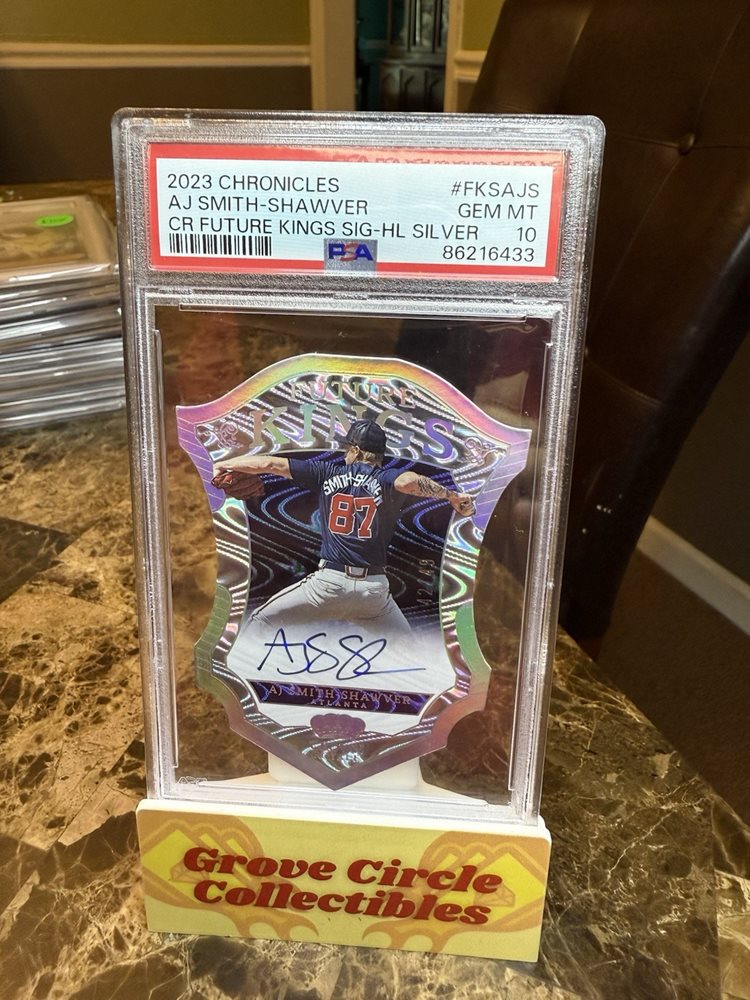 2023 CHRONICLES #FKSAJS
AJ SMITH-SHAWVER GEM MT
CR FUTURE KINGS SIG-HL SILVER 10
PSA 86216433
FUTURE
KINGS
SMITH-SHAWVER
87
AJ SMITH-SHAWVER
ATLANTA
Grove Circle
Collectibles